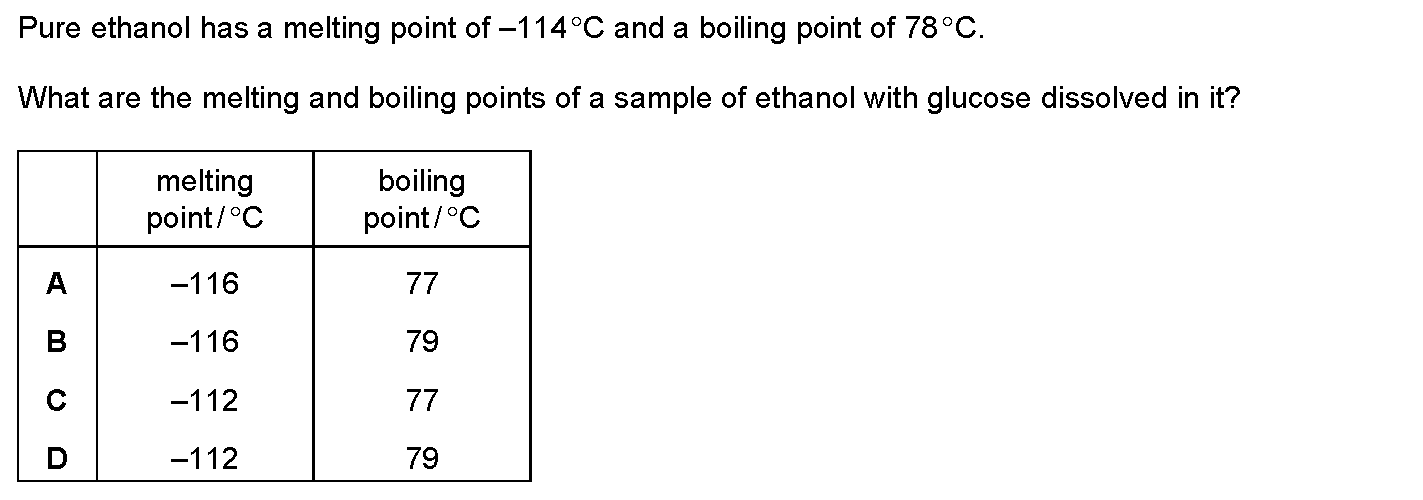 Pure ethanol has a melting point of –114°C and a boiling point of 78°C.
What are the melting and boiling points of a sample of ethanol with glucose dissolved in it?
melting point/°C boiling point/°C
A –116 77
B –116 79
C –112 77
D –112 79